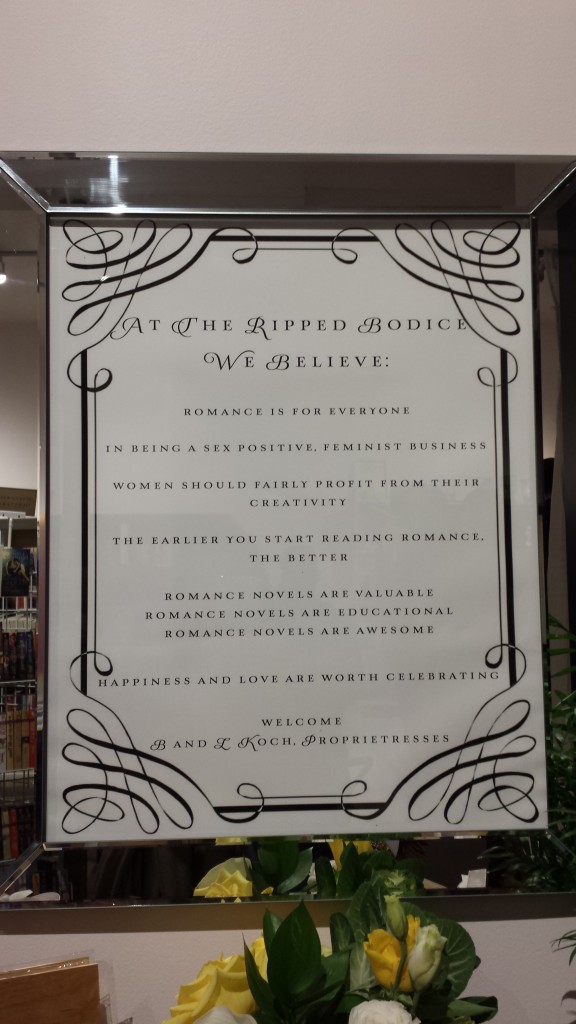 At The Ripped Bodice
We Believe:
ROMANCE IS FOR EVERYONE
IN BEING A SEX POSITIVE, FEMINIST BUSINESS
WOMEN SHOULD FAIRLY PROFIT FROM THEIR
CREATIVITY
THE EARLIER YOU START READING ROMANCE,
THE BETTER
ROMANCE NOVELS ARE VALUABLE
ROMANCE NOVELS ARE EDUCATIONAL
ROMANCE NOVELS ARE AWESOME
HAPPINESS AND LOVE ARE WORTH CELEBRATING
WELCOME
B AND L KOCH, PROPRIETRESSES